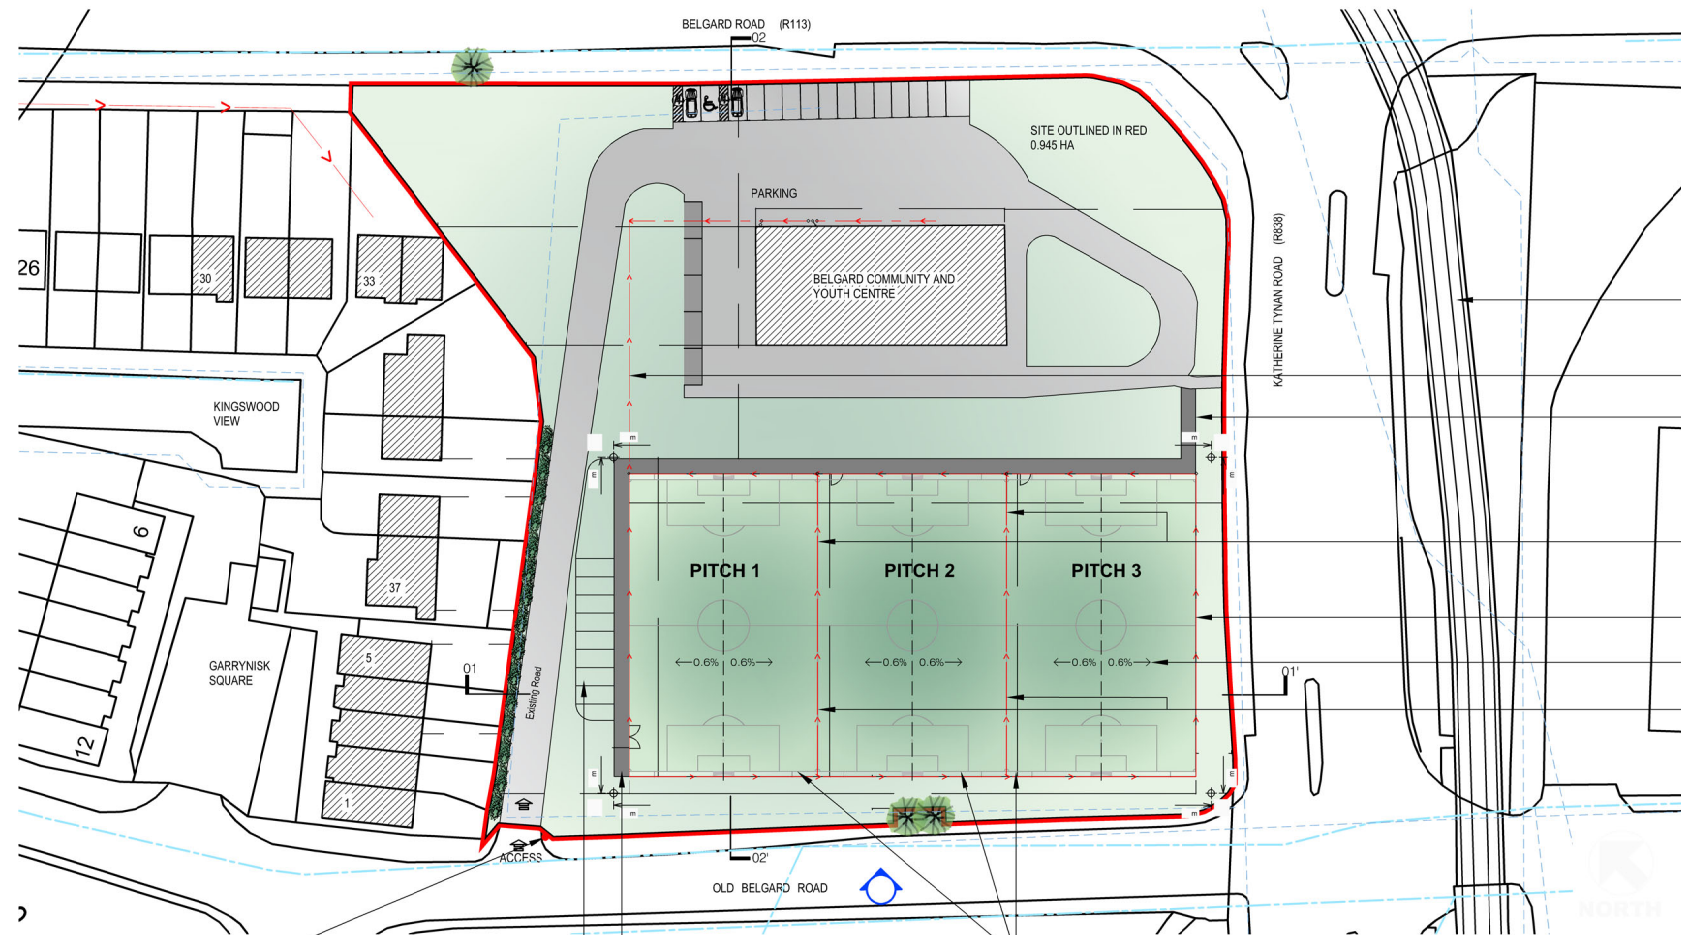 BELGARD ROAD (R113)
02
SITE OUTLINED IN RED
0.945 HA
PARKING
KATHERINE TYNAN ROAD (R838)
26
30
33
BELGARD COMMUNITY AND
YOUTH CENTRE
KINGSWOOD
VIEW
m
m
m
m
6
37
PITCH 1
PITCH 2
PITCH 3
5
GARRYNISK
SQUARE
0.6% 0.6%
0.6% 0.6%
0.6% 0.6%
01
01'
Existing Road
12
1
m
m
m
m
ACCESS
02'
OLD BELGARD ROAD
NORTH